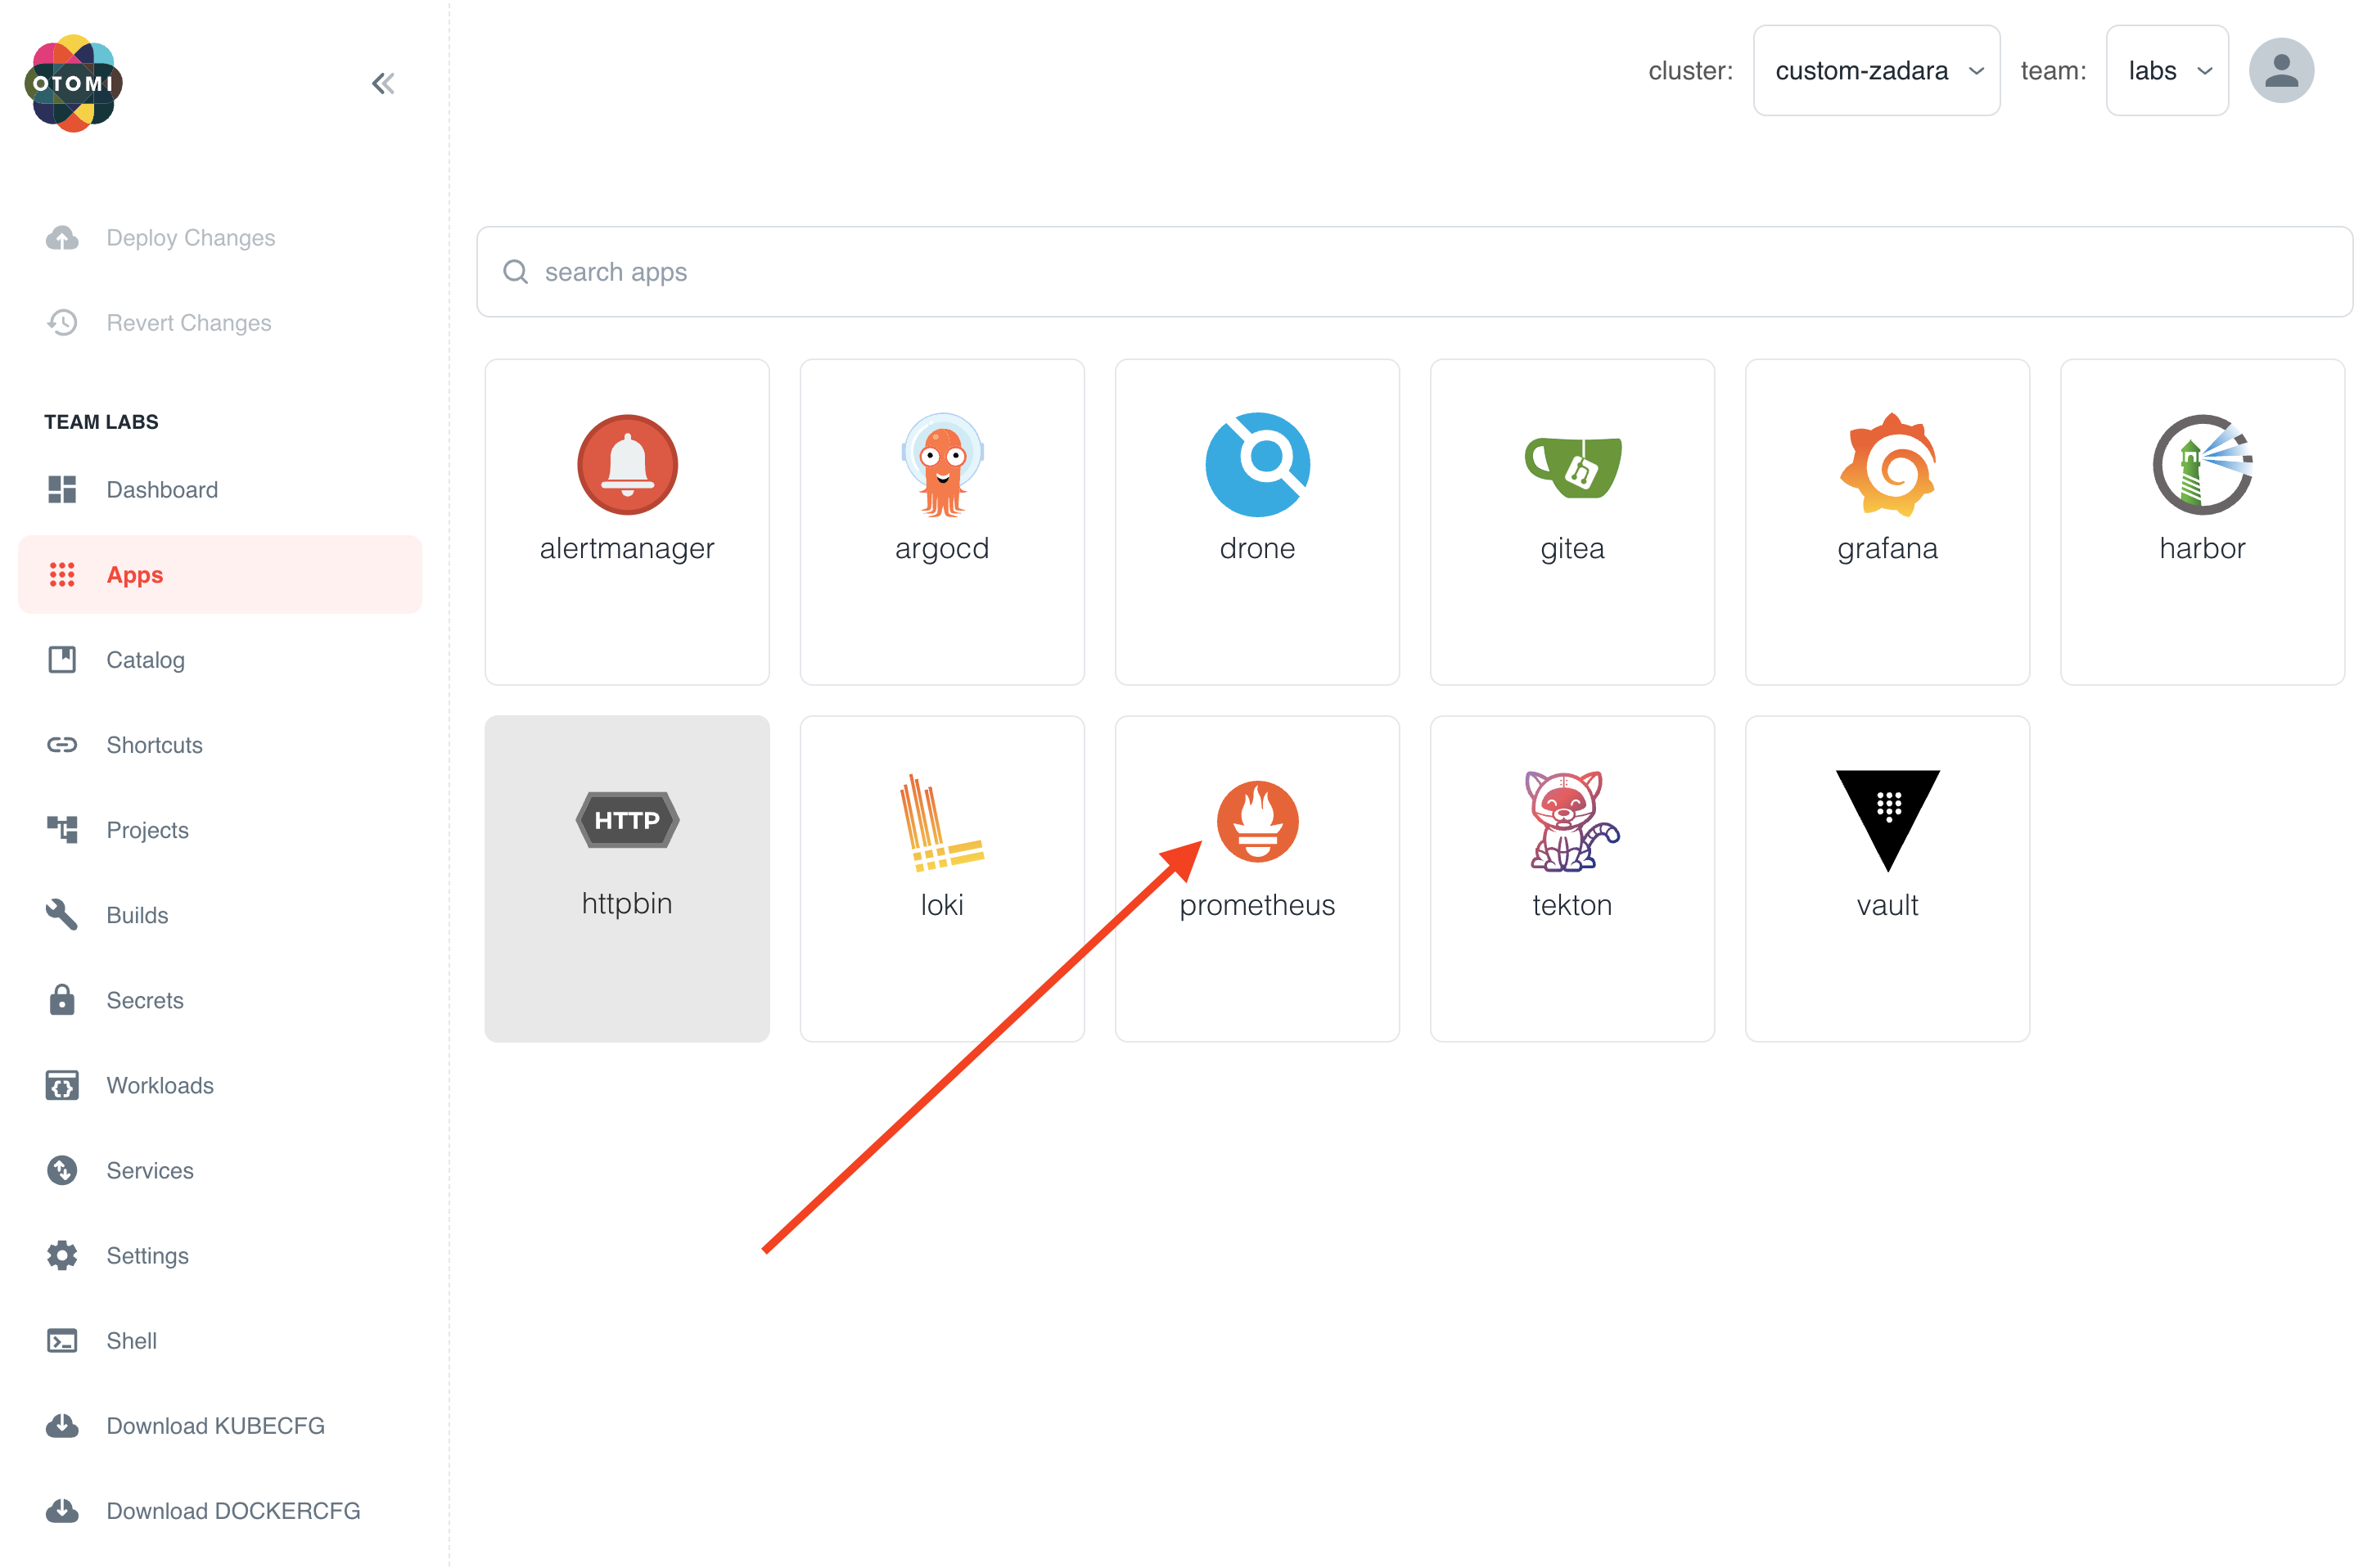 OTOMI
cluster:
custom-zadara
team:
labs
Deploy Changes
Revert Changes
TEAM LABS
Dashboard
Apps
Catalog
Shortcuts
Projects
Builds
Secrets
Workloads
Services
Settings
Shell
Download KUBECFG
Download DOCKERCFG
search apps
alertmanager
argocd
drone
gitea
grafana
harbor
HTTP
httpbin
loki
prometheus
tekton
vault